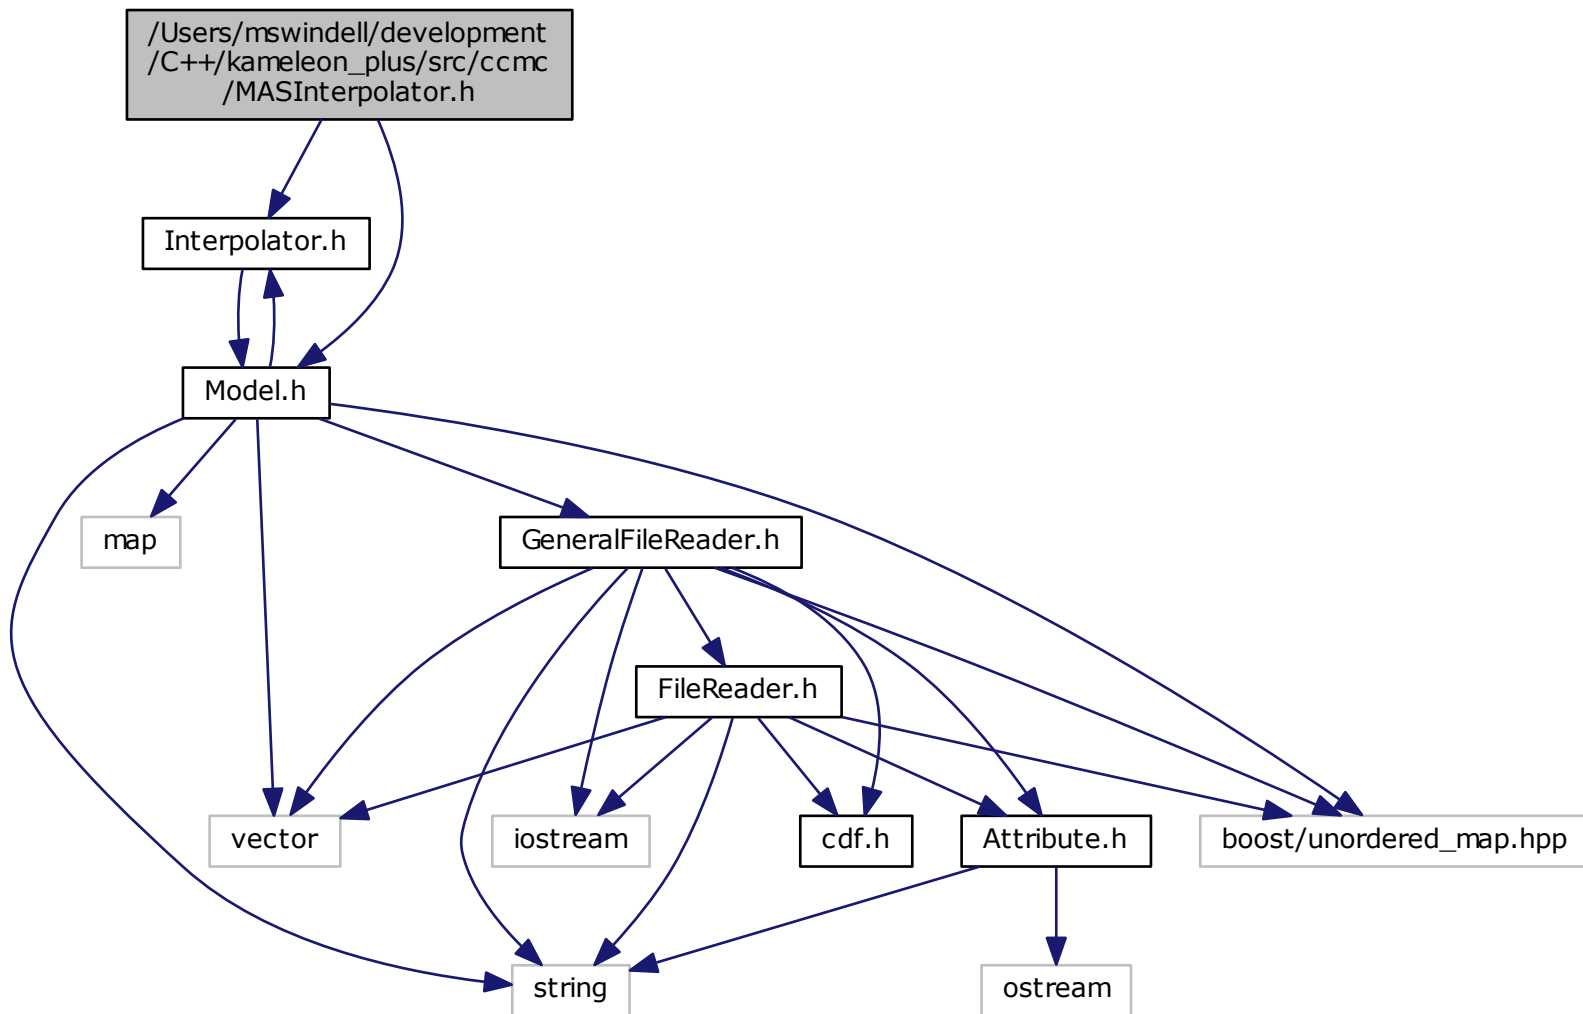 /Users/mswindell/development
/C++/kameleon_plus/src/ccmc
/MASInterpolator.h
Interpolator.h
Model.h
map
GeneralFileReader.h
FileReader.h
vector
iostream
cdf.h
Attribute.h
boost/unordered_map.hpp
string
ostream